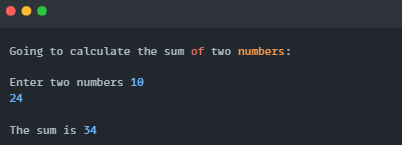 Going to calculate the sum of two numbers:
Enter two numbers 10
24
The sum is 34